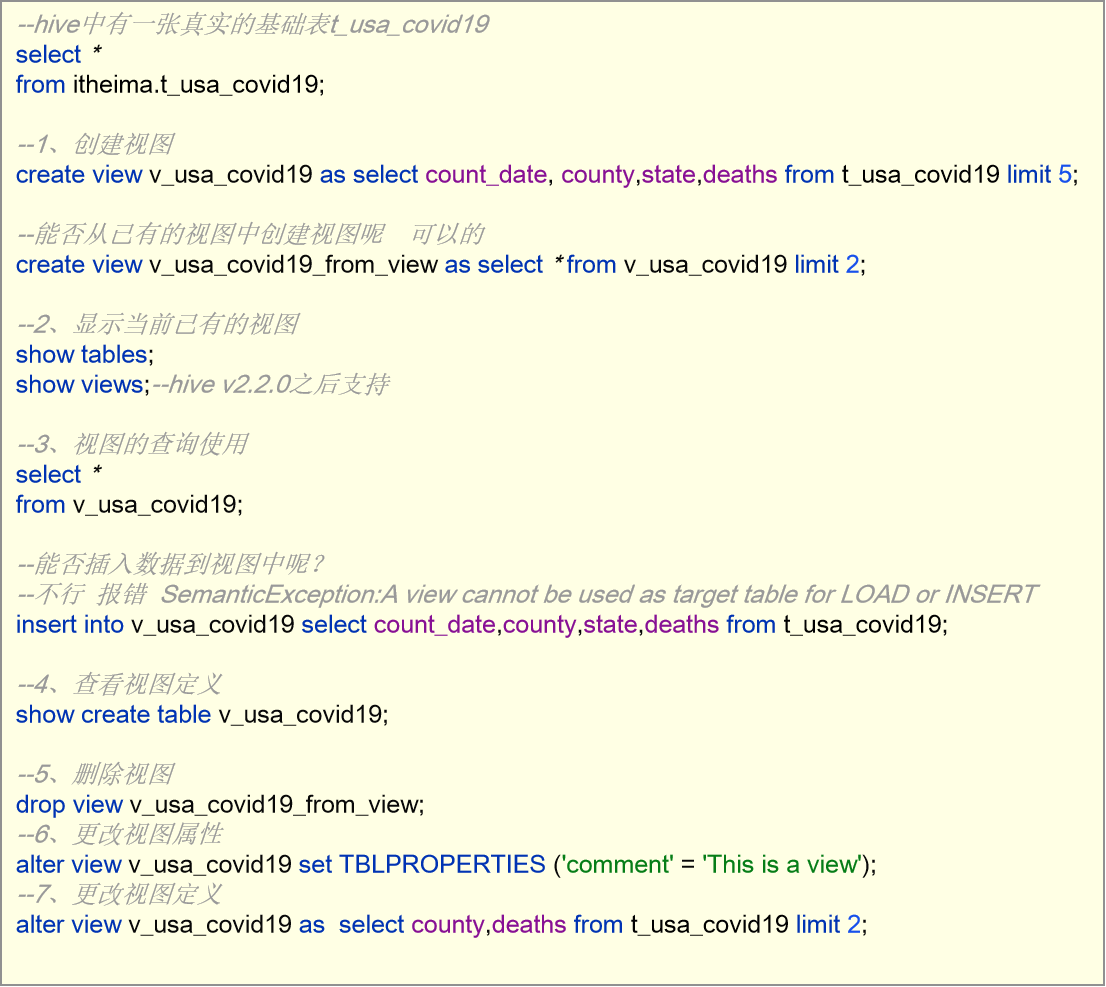 --hive中有一张真实的基础表t_usa_covid19
select *
from itheima.t_usa_covid19;
--1、创建视图
create view v_usa_covid19 as select count_date, county,state,deaths from t_usa_covid19 limit 5;
--能否从已有的视图中创建视图呢 可以的
create view v_usa_covid19_from_view as select *from v_usa_covid19 limit 2;
--2、显示当前已有的视图
show tables;
show views;--hive v2.2.0之后支持
--3、视图的查询使用
select *
from v_usa_covid19;
--能否插入数据到视图中呢？
--不行 报错 SemanticException:A view cannot be used as target table for LOAD or INSERT
insert into v_usa_covid19 select count_date,county,state,deaths from t_usa_covid19;
--4、查看视图定义
show create table v_usa_covid19;
--5、删除视图
drop view v_usa_covid19_from_view;
--6、更改视图属性
alter view v_usa_covid19 set TBLPROPERTIES ('comment' = 'This is a view');
--7、更改视图定义
alter view v_usa_covid19 as select county,deaths from t_usa_covid19 limit 2;